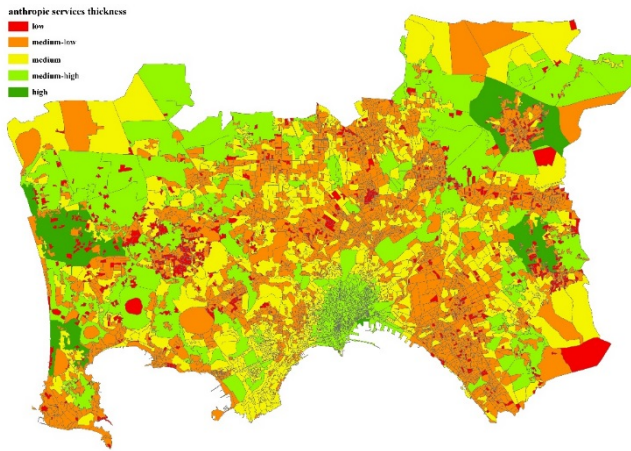 anthropic services thickness
low
medium-low
medium
medium-high
high